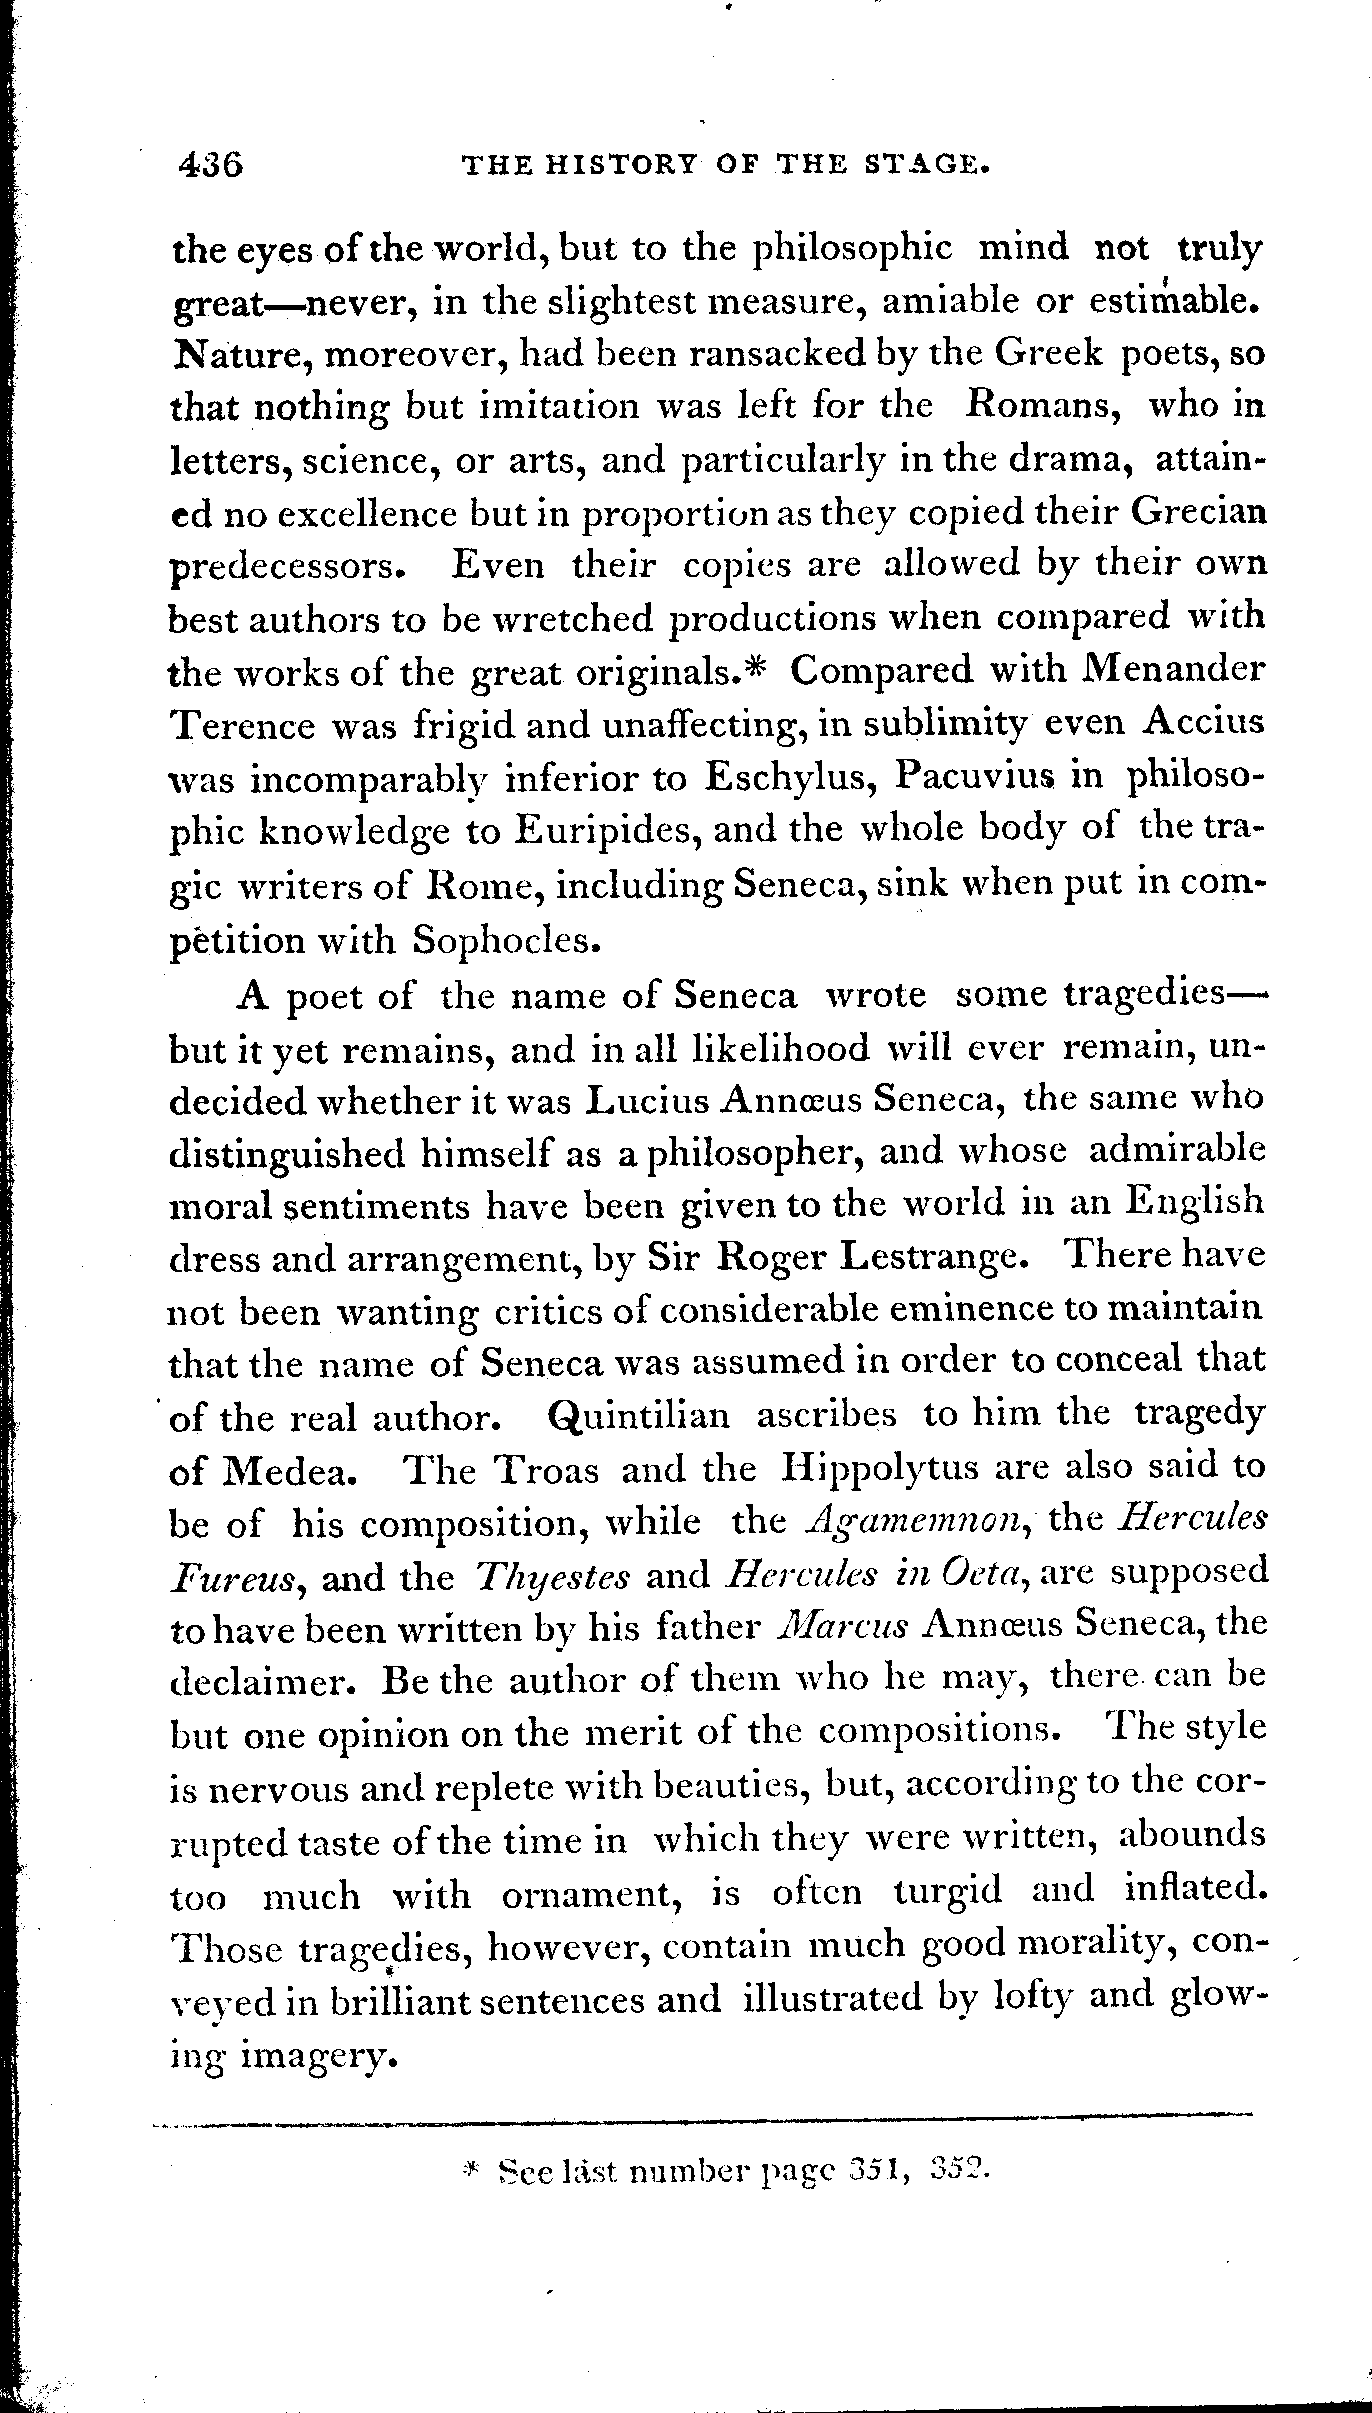 436 THE HISTORY OF THE STAGE.
the eyes of the world, but to the philosophic mind not truly
great—never, in the slightest measure, amiable or estimable.
Nature, moreover, had been ransacked by the Greek poets, so
that nothing but imitation was left for the Romans, who in
letters, science, or arts, and particularly in the drama, attain-
ed no excellence but in proportion as they copied their Grecian
predecessors. Even their copies are allowed by their own
best authors to be wretched productions when compared with
the works of the great originals.* Compared with Menander
Terence was frigid and unaffecting, in sublimity even Accius
was incomparably inferior to Eschylus, Pacuvius in philoso-
phic knowledge to Euripides, and the whole body of the tra-
gic writers of Rome, including Seneca, sink when put in com-
petition with Sophocles.
A poet of the name of Seneca wrote some tragedies—
but it yet remains, and in all likelihood will ever remain, un-
decided whether it was Lucius Annœus Seneca, the same who
distinguished himself as a philosopher, and whose admirable
moral sentiments have been given to the world in an English
dress and arrangement, by Sir Roger Lestrange. There have
not been wanting critics of considerable eminence to maintain
that the name of Seneca was assumed in order to conceal that
of the real author. Quintilian ascribes to him the tragedy
of Medea. The Troas and the Hippolytus are also said to
be of his composition, while the Agamemnon, the Hercules
Fureus, and the Thyestes and Hercules in Oeta, are supposed
to have been written by his father Marcus Annœus Seneca, the
declaimer. Be the author of them who he may, there can be
but one opinion on the merit of the compositions. The style
is nervous and replete with beauties, but, according to the cor-
rupted taste of the time in which they were written, abounds
too much with ornament, is often turgid and inflated.
Those tragedies, however, contain much good morality, con-
veyed in brilliant sentences and illustrated by lofty and glow-
ing imagery.
* See last number page 351, 352.